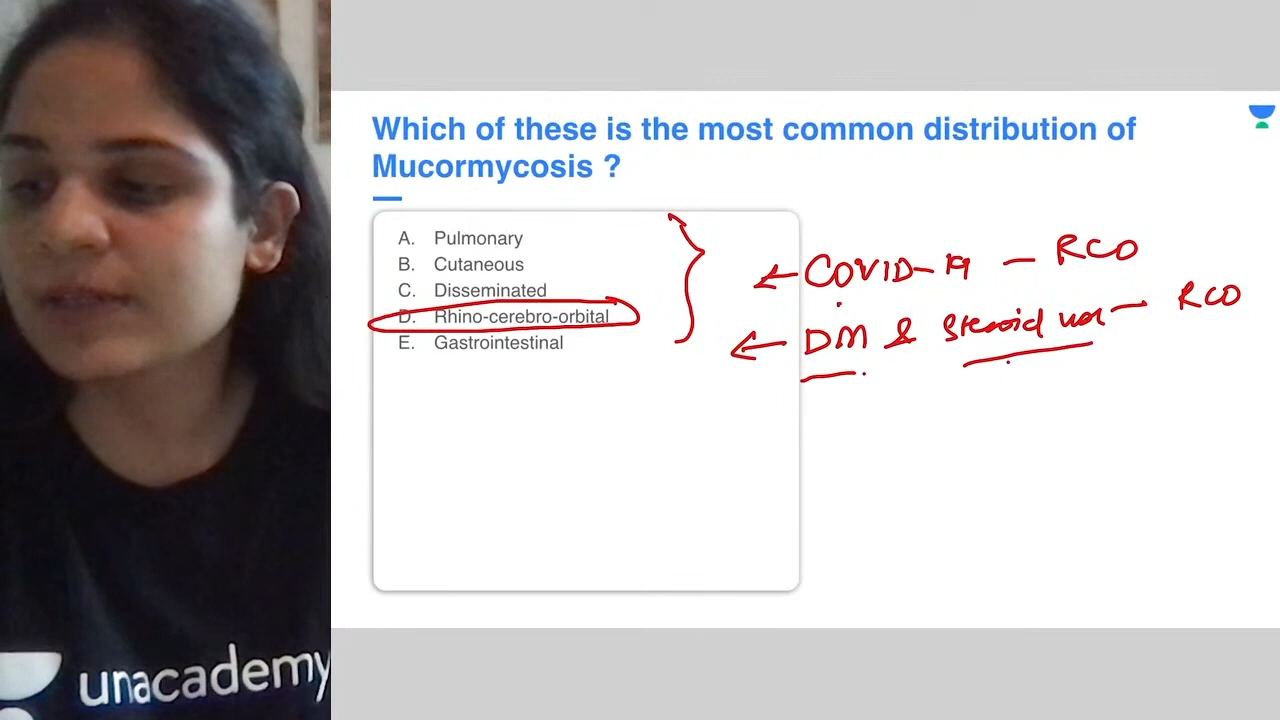 Which of these is the most common distribution of
Mucormycosis ?
A. Pulmonary
B. Cutaneous
C. Disseminated
D. Rhino-cerebro-orbital
E. Gastrointestinal
← COVID-19 — RCO
← DM & Steroid use — RCO
unacademy